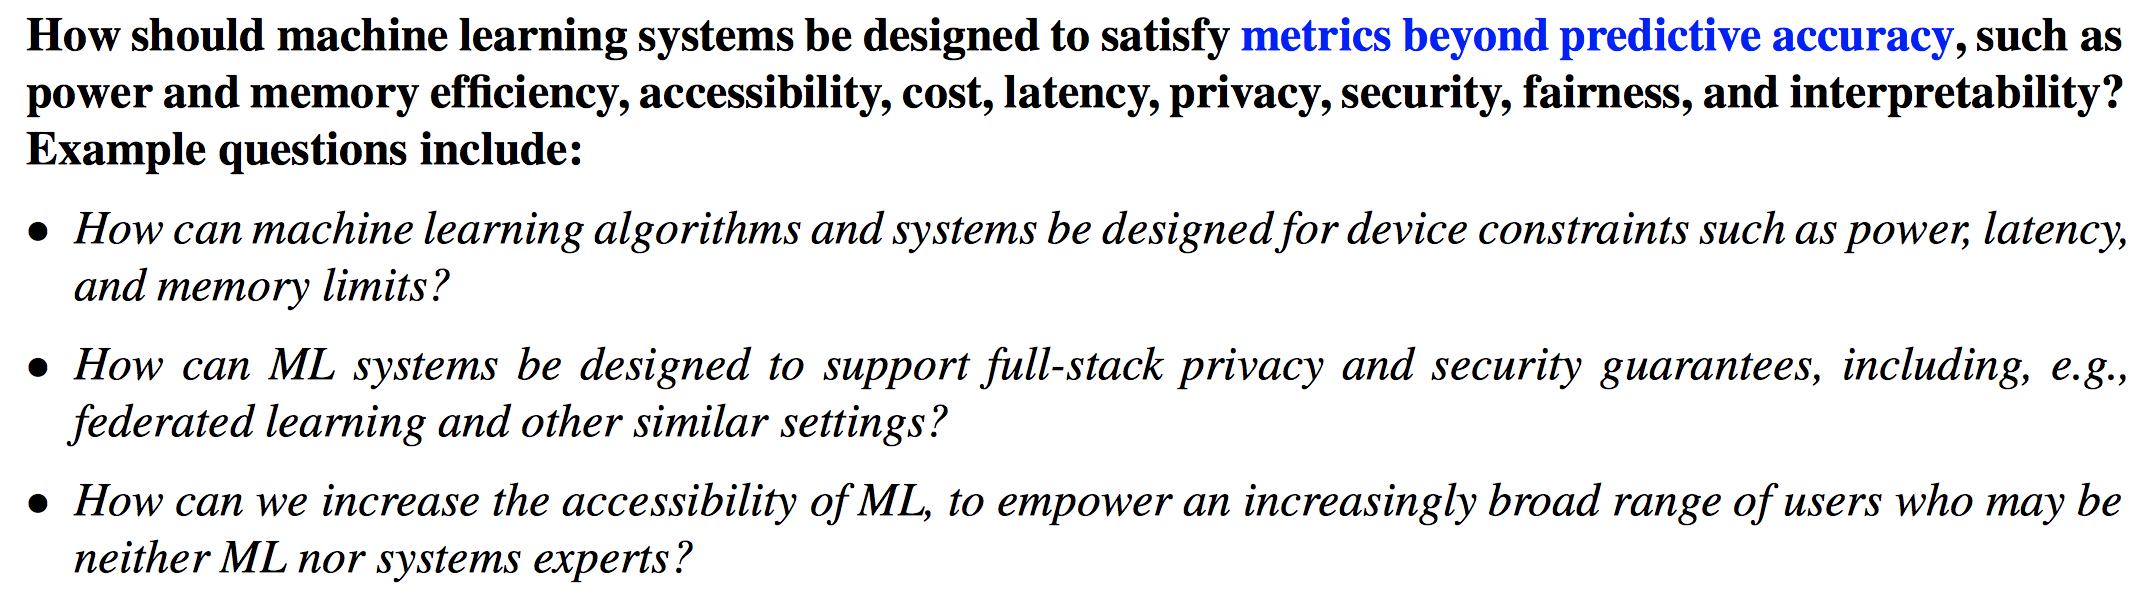 How should machine learning systems be designed to satisfy metrics beyond predictive accuracy, such as
power and memory efficiency, accessibility, cost, latency, privacy, security, fairness, and interpretability?
Example questions include:
• How can machine learning algorithms and systems be designed for device constraints such as power, latency,
and memory limits?
• How can ML systems be designed to support full-stack privacy and security guarantees, including, e.g.,
federated learning and other similar settings?
• How can we increase the accessibility of ML, to empower an increasingly broad range of users who may be
neither ML nor systems experts?